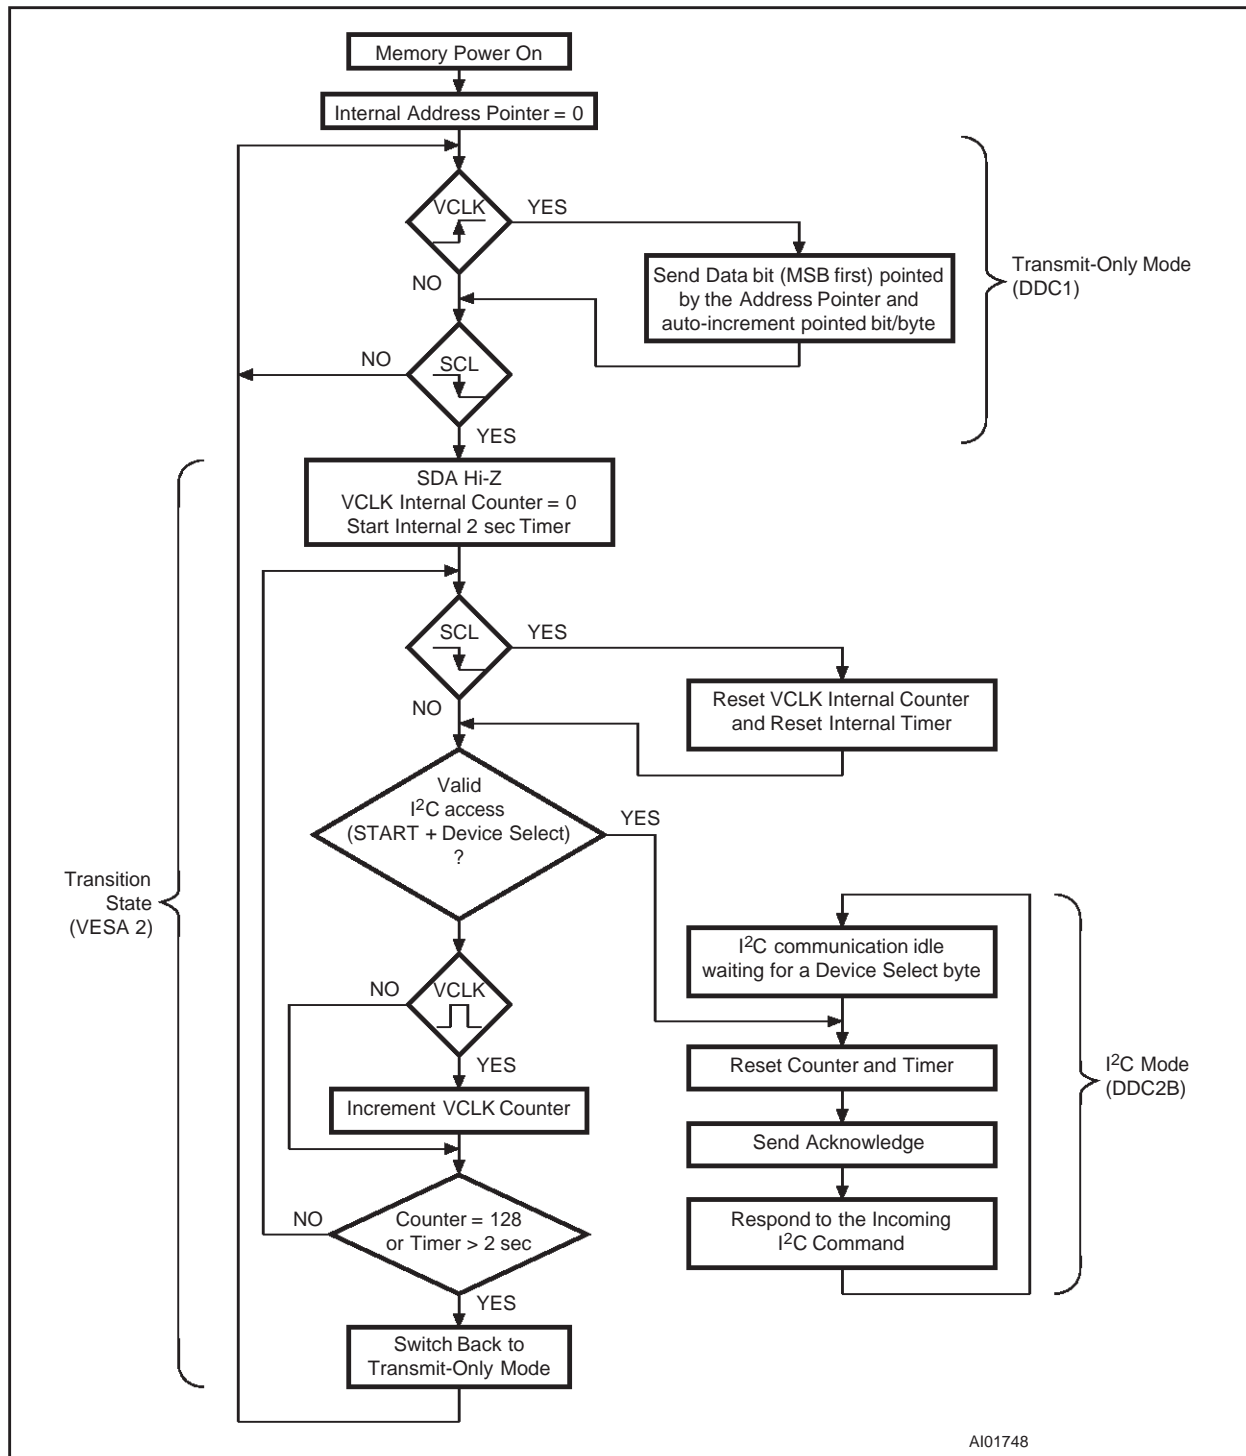 Memory Power On
Internal Address Pointer = 0
VCLK
YES
Send Data bit (MSB first) pointed
by the Address Pointer and
auto-increment pointed bit/byte
Transmit-Only Mode
(DDC1)
NO
SCL
NO
YES
SDA Hi-Z
VCLK Internal Counter = 0
Start Internal 2 sec Timer
SCL
YES
Reset VCLK Internal Counter
and Reset Internal Timer
NO
Valid
I2C access
(START + Device Select)
?
YES
Transition
State
(VESA 2)
I2C communication idle
waiting for a Device Select byte
NO
VCLK
YES
Increment VCLK Counter
Reset Counter and Timer
Send Acknowledge
Respond to the Incoming
I2C Command
I2C Mode
(DDC2B)
NO
Counter = 128
or Timer > 2 sec
YES
Switch Back to
Transmit-Only Mode
AI01748